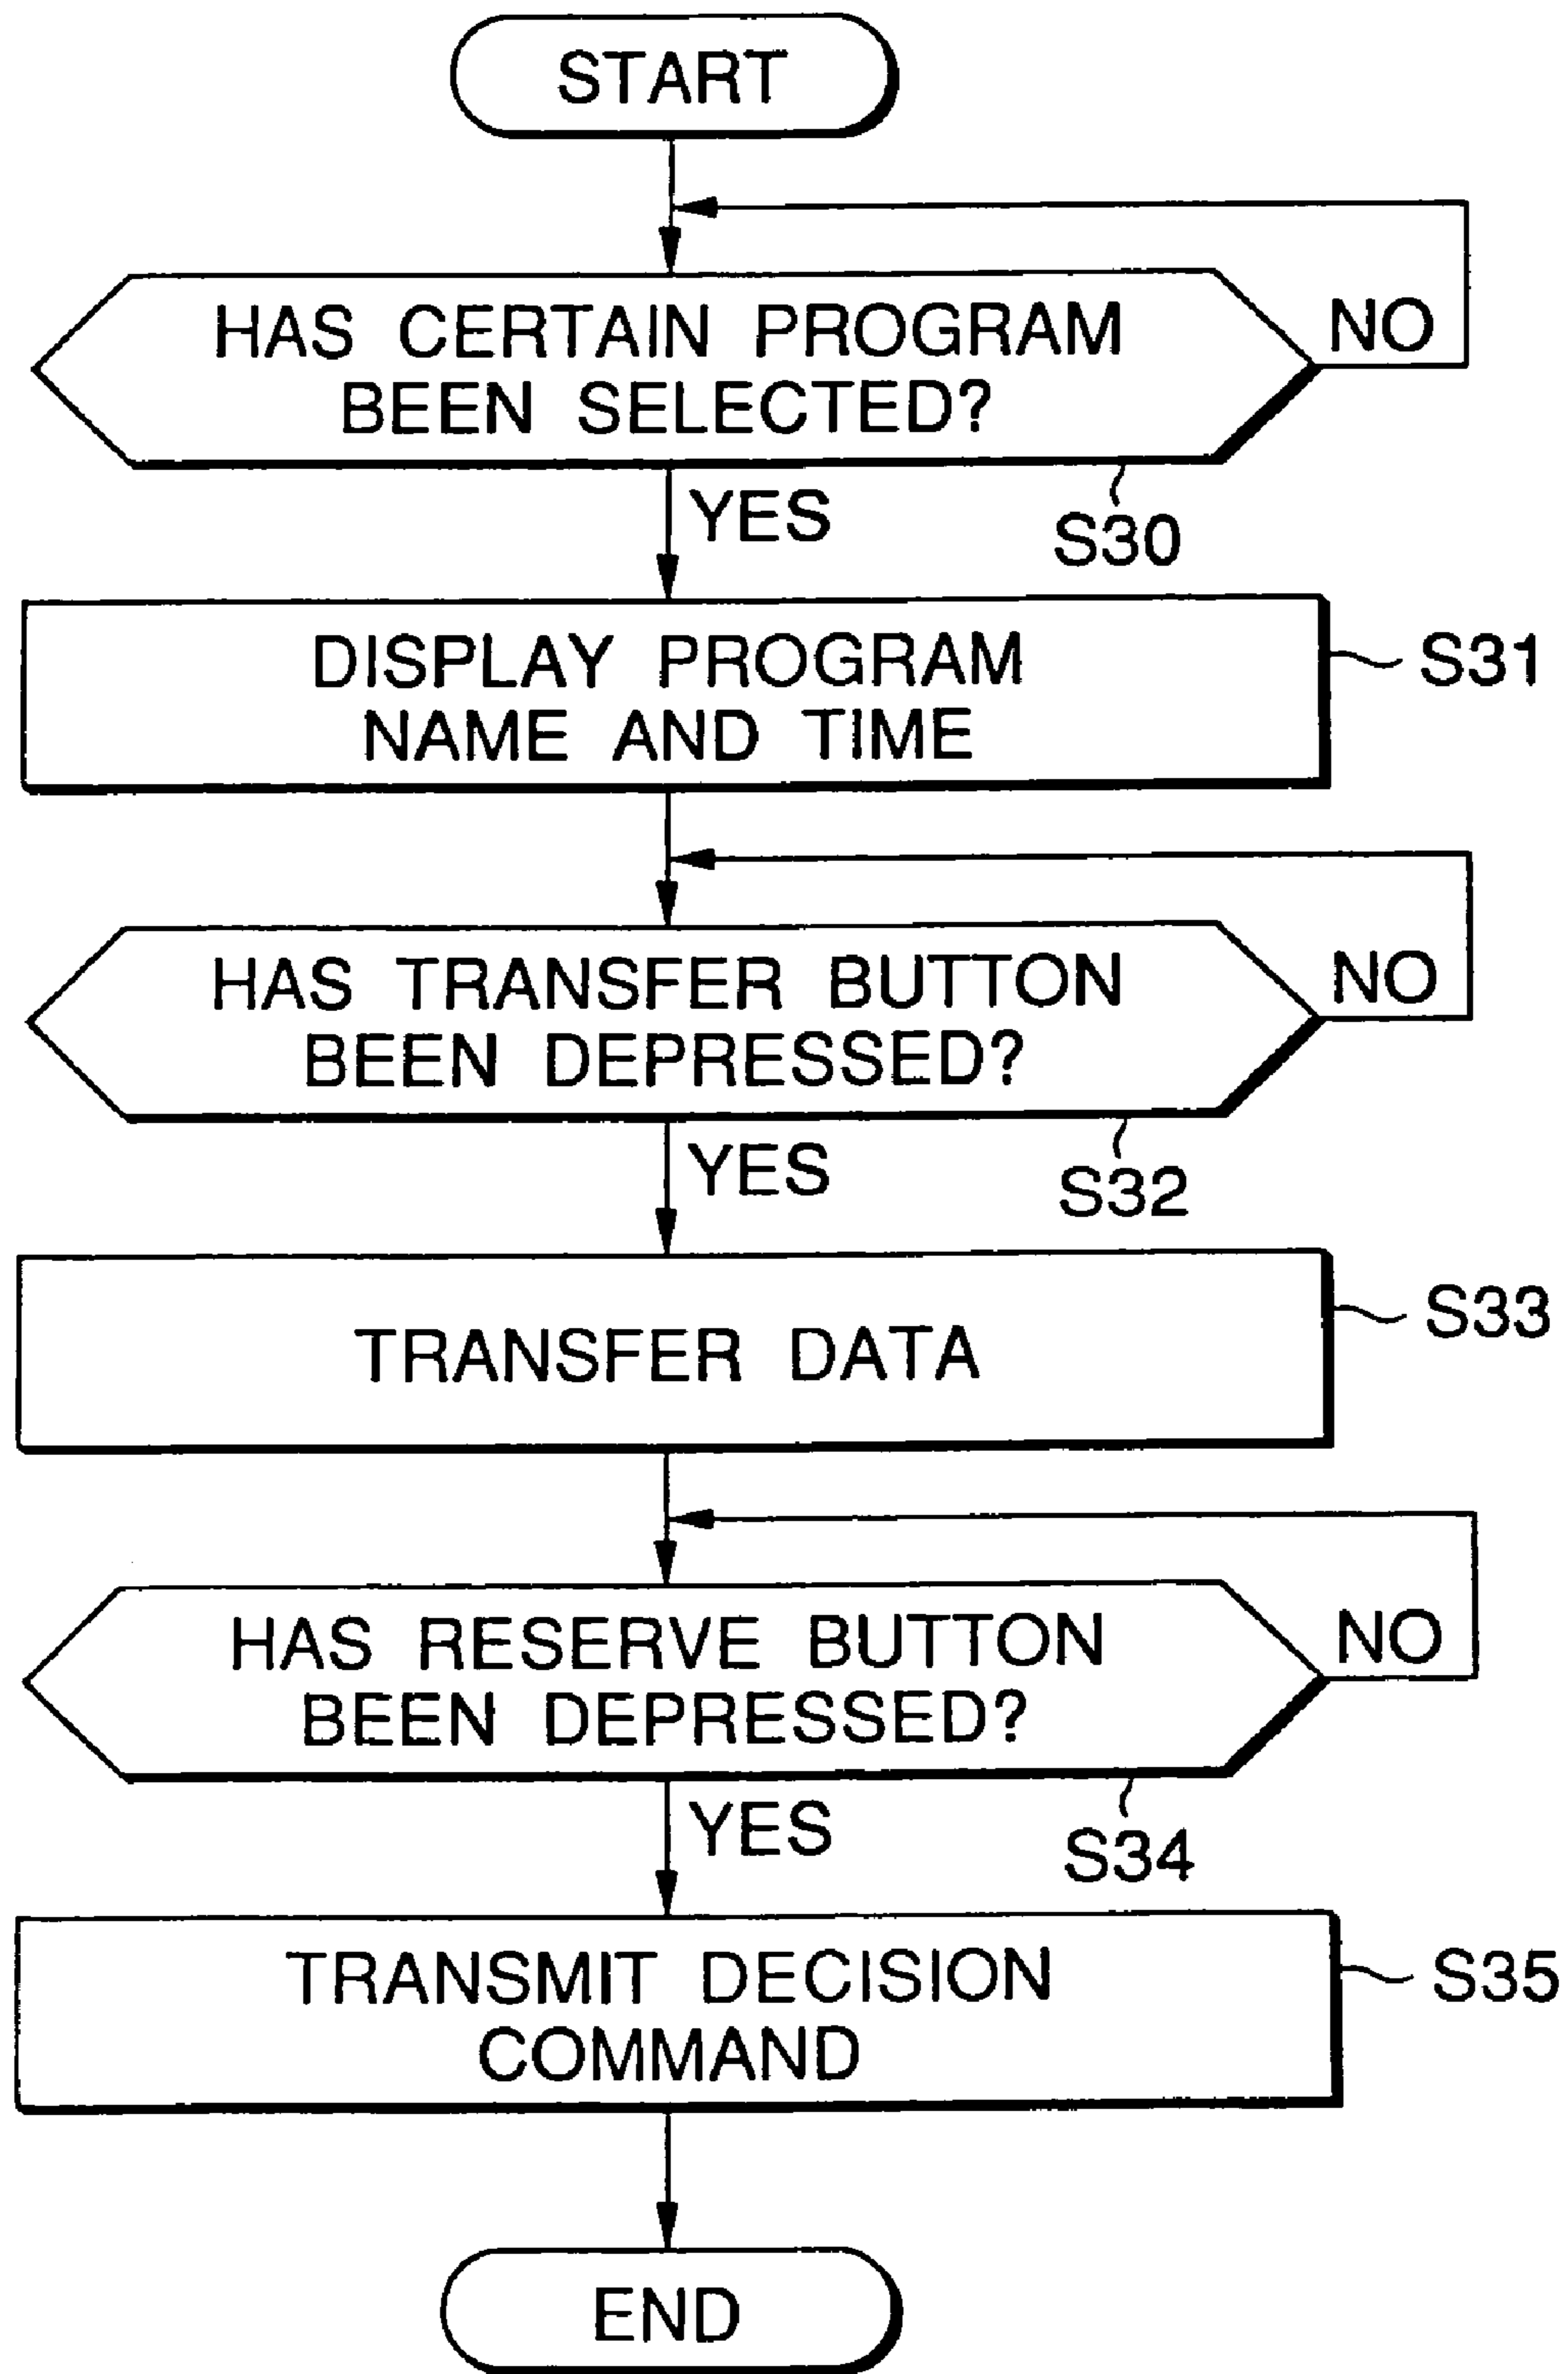 START
HAS CERTAIN PROGRAM
BEEN SELECTED?
NO
YES
S30
DISPLAY PROGRAM
NAME AND TIME
S31
HAS TRANSFER BUTTON
BEEN DEPRESSED?
NO
YES
S32
TRANSFER DATA
S33
HAS RESERVE BUTTON
BEEN DEPRESSED?
NO
YES
S34
TRANSMIT DECISION
COMMAND
S35
END